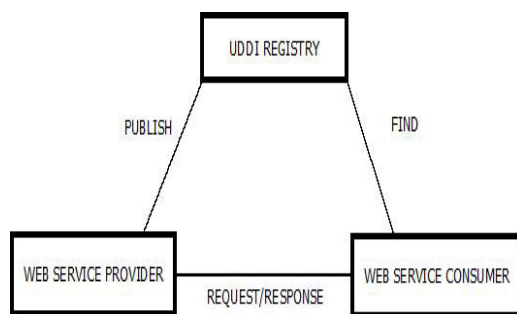 UDDI REGISTRY
PUBLISH
FIND
WEB SERVICE PROVIDER
WEB SERVICE CONSUMER
REQUEST/RESPONSE